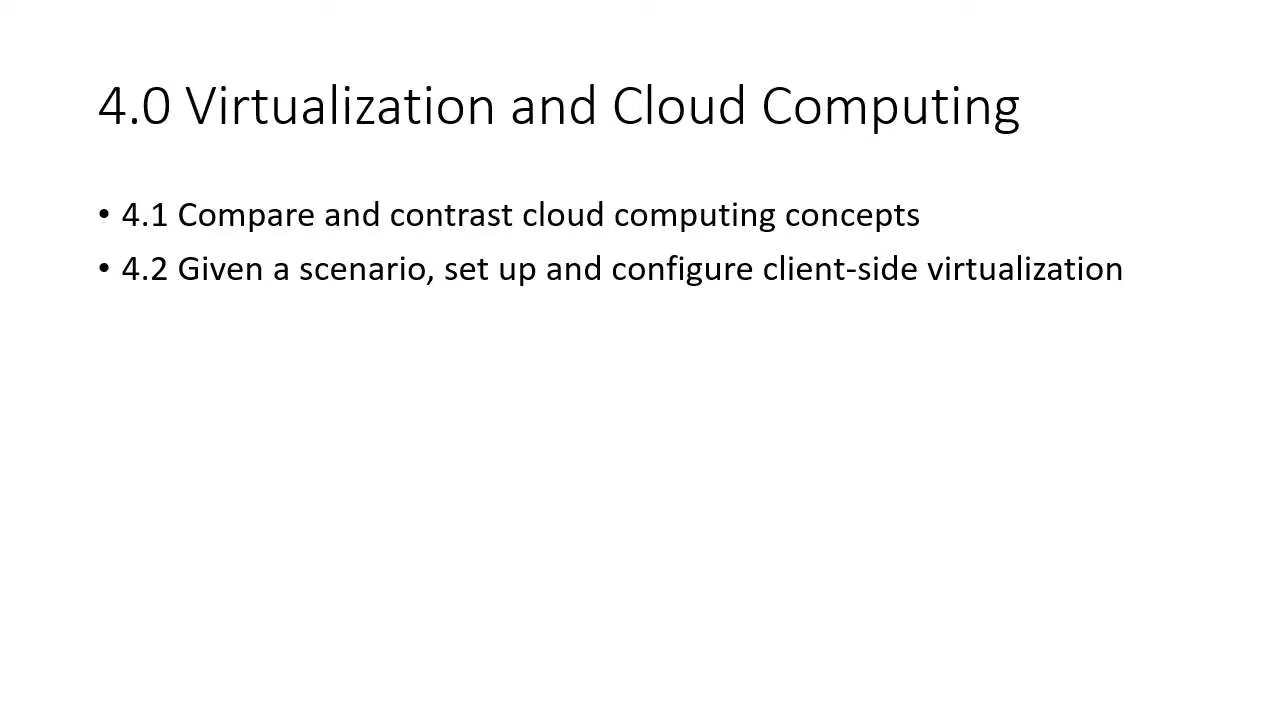 4.0 Virtualization and Cloud Computing
• 4.1 Compare and contrast cloud computing concepts
• 4.2 Given a scenario, set up and configure client-side virtualization